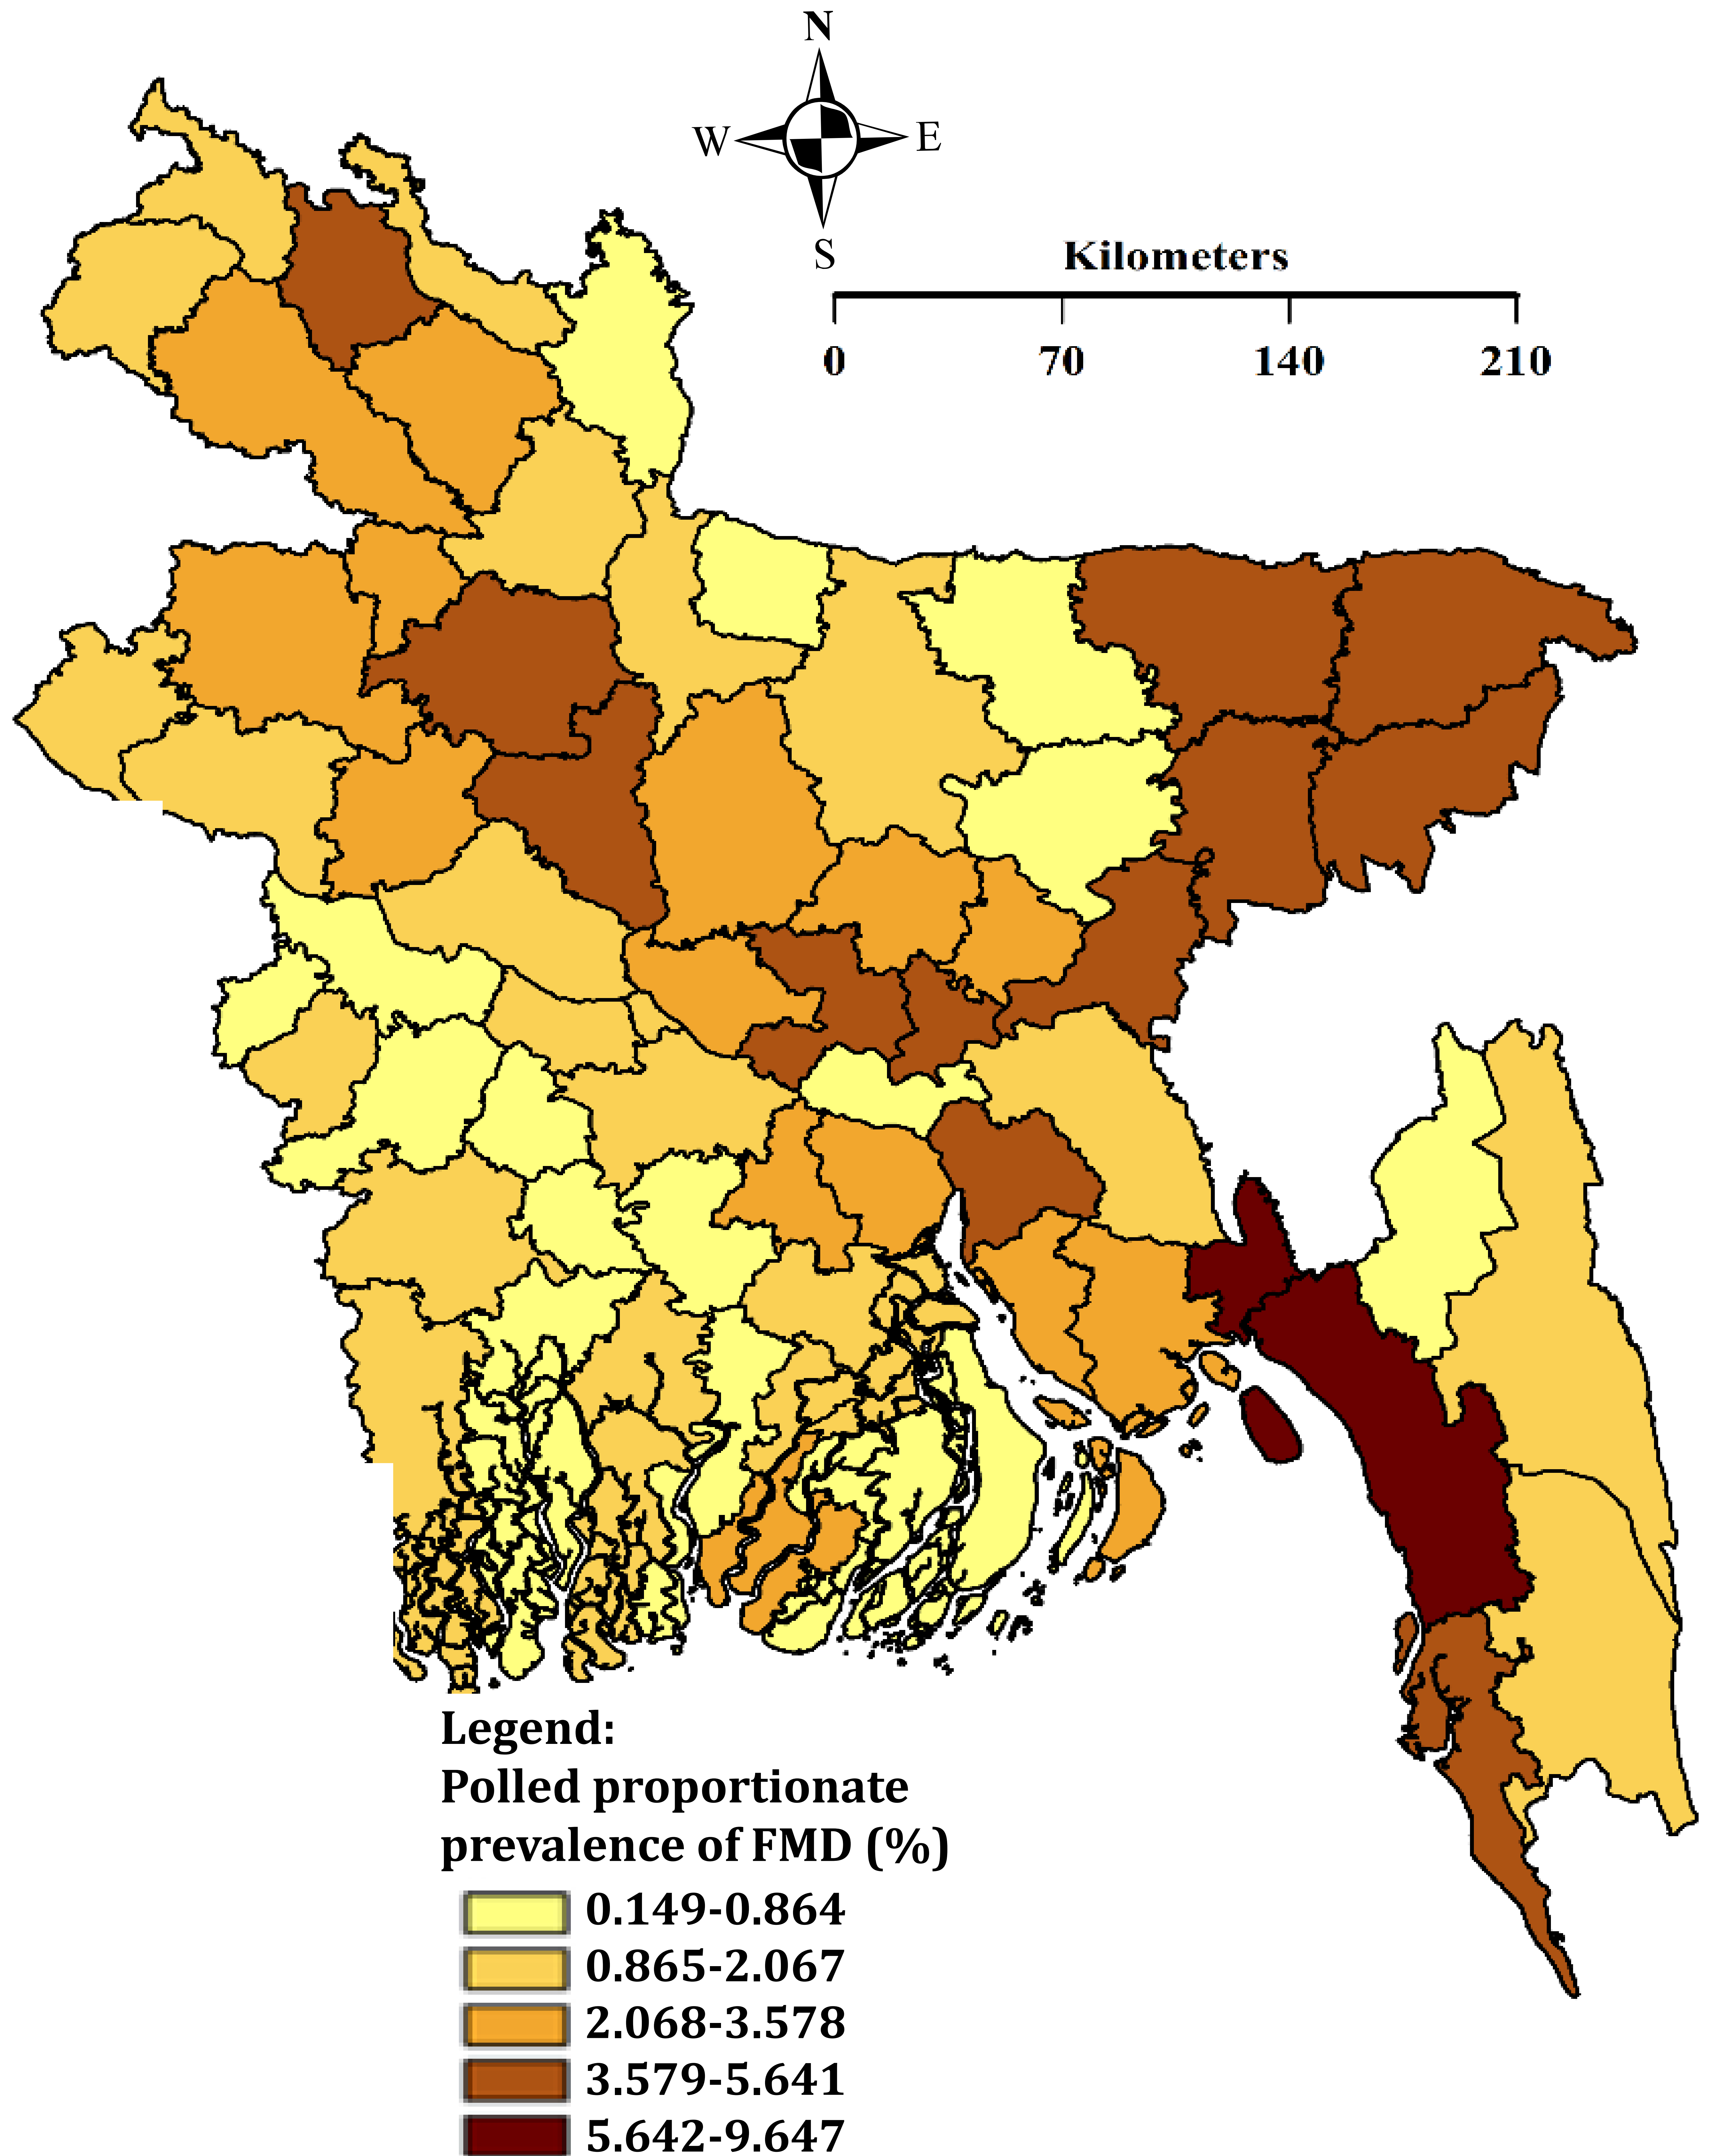 N
W E
S
Kilometers
0 70 140 210
Legend:
Polled proportionate
prevalence of FMD (%)
0.149-0.864
0.865-2.067
2.068-3.578
3.579-5.641
5.642-9.647